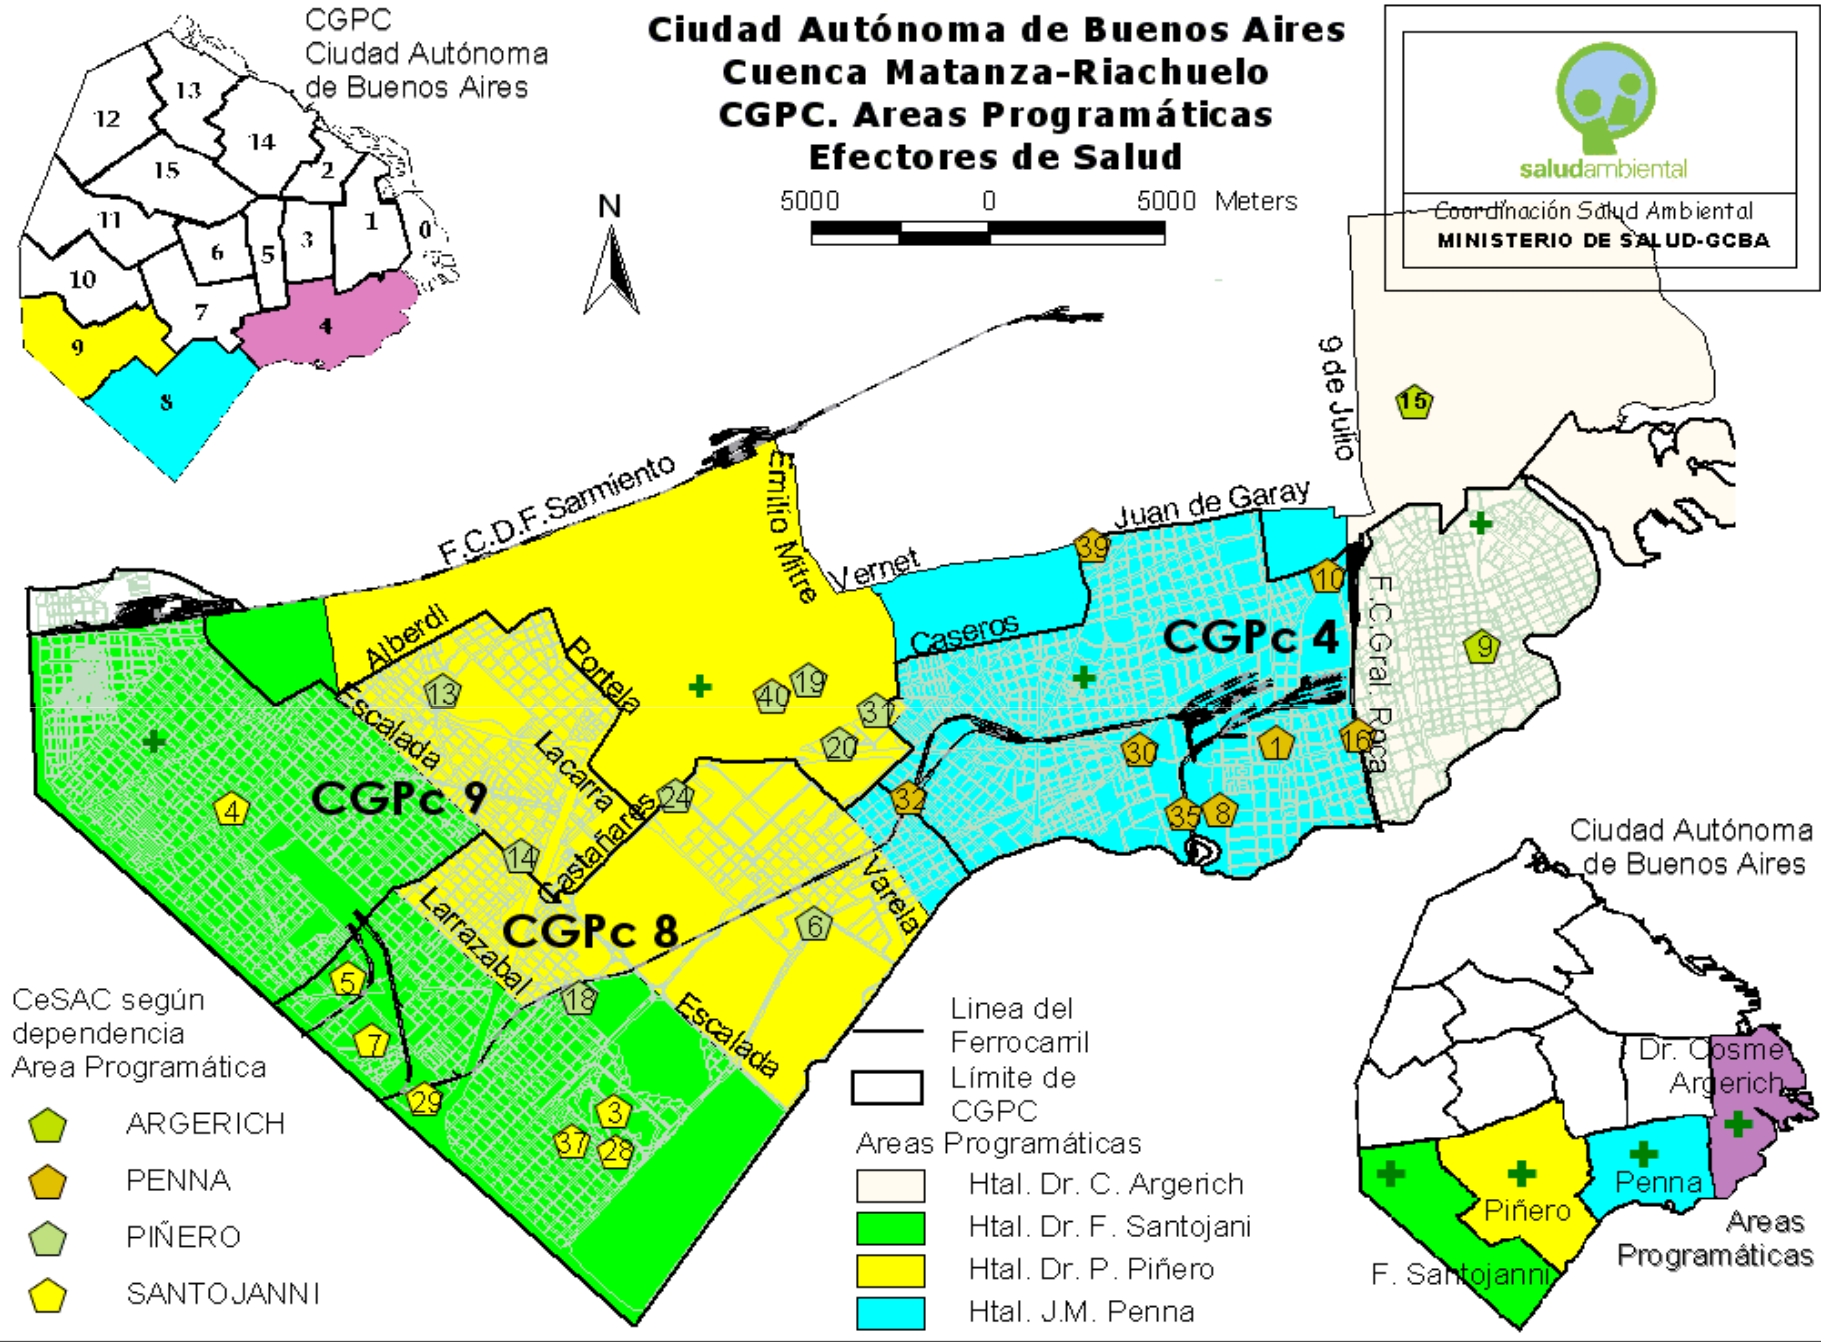 CGPC
Ciudad Autónoma
de Buenos Aires
12
13
14
15
2
11
1
0
6
5
3
10
7
4
9
8
Ciudad Autónoma de Buenos Aires
Cuenca Matanza-Riachuelo
CGPC. Areas Programáticas
Efectores de Salud
5000 0 5000 Meters
N
saludambiental
Coordinación Salud Ambiental
MINISTERIO DE SALUD-GCBA
9 de Julio
15
F.C.D.F.Sarmiento
Emilio Mitre
Vernet
Juan de Garay
39
10
Caseros
CGPc 4
F.C.Gral. Roca
9
Alberdi
Portela
13
40
19
31
20
Escalada
Lacarra
30
1
16
CGPc 9
4
24
32
35
8
14
Castañares
Varela
CGPc 8
6
Larrazabal
5
18
Escalada
7
29
3
37
28
CeSAC según
dependencia
Area Programática
ARGERICH
PENNA
PIÑERO
SANTOJANNI
Linea del
Ferrocarril
Límite de
CGPC
Areas Programáticas
Htal. Dr. C. Argerich
Htal. Dr. F. Santojani
Htal. Dr. P. Piñero
Htal. J.M. Penna
Ciudad Autónoma
de Buenos Aires
Dr. Cosme
Argerich
Penna
Piñero
F. Santojanni
Areas
Programáticas